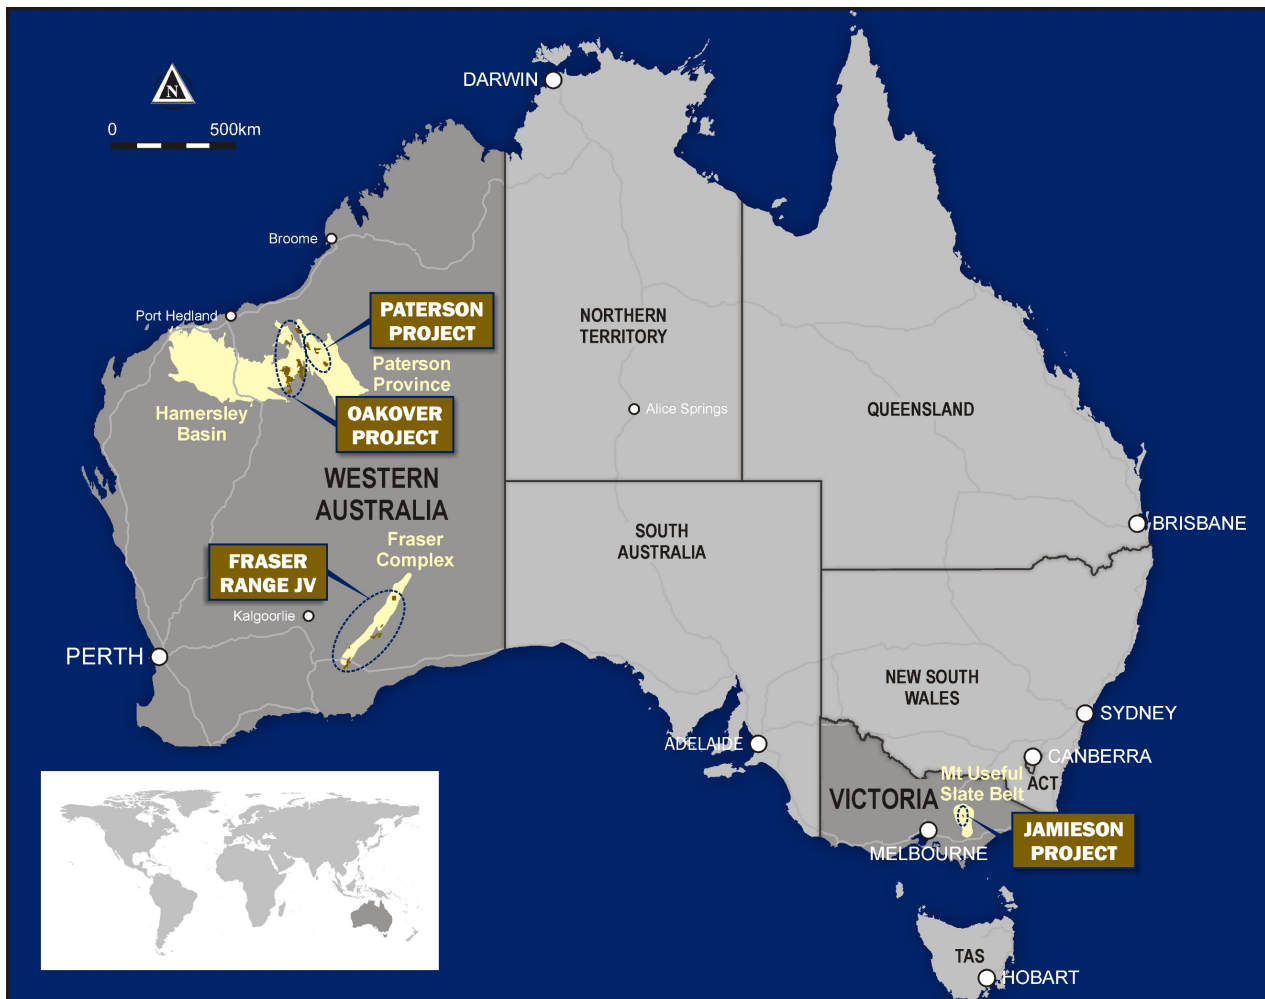 DARWIN
N
0 500km
Broome
Port Hedland
PATERSON
PROJECT
Paterson
Province
Hamersley
Basin
OAKOVER
PROJECT
NORTHERN
TERRITORY
Alice Springs
QUEENSLAND
WESTERN
AUSTRALIA
SOUTH
AUSTRALIA
BRISBANE
Fraser
Complex
FRASER
RANGE JV
Kalgoorlie
PERTH
NEW SOUTH
WALES
SYDNEY
ADELAIDE
CANBERRA
ACT
Mt Useful
Slate Belt
VICTORIA
JAMIESON
PROJECT
MELBOURNE
TAS
HOBART